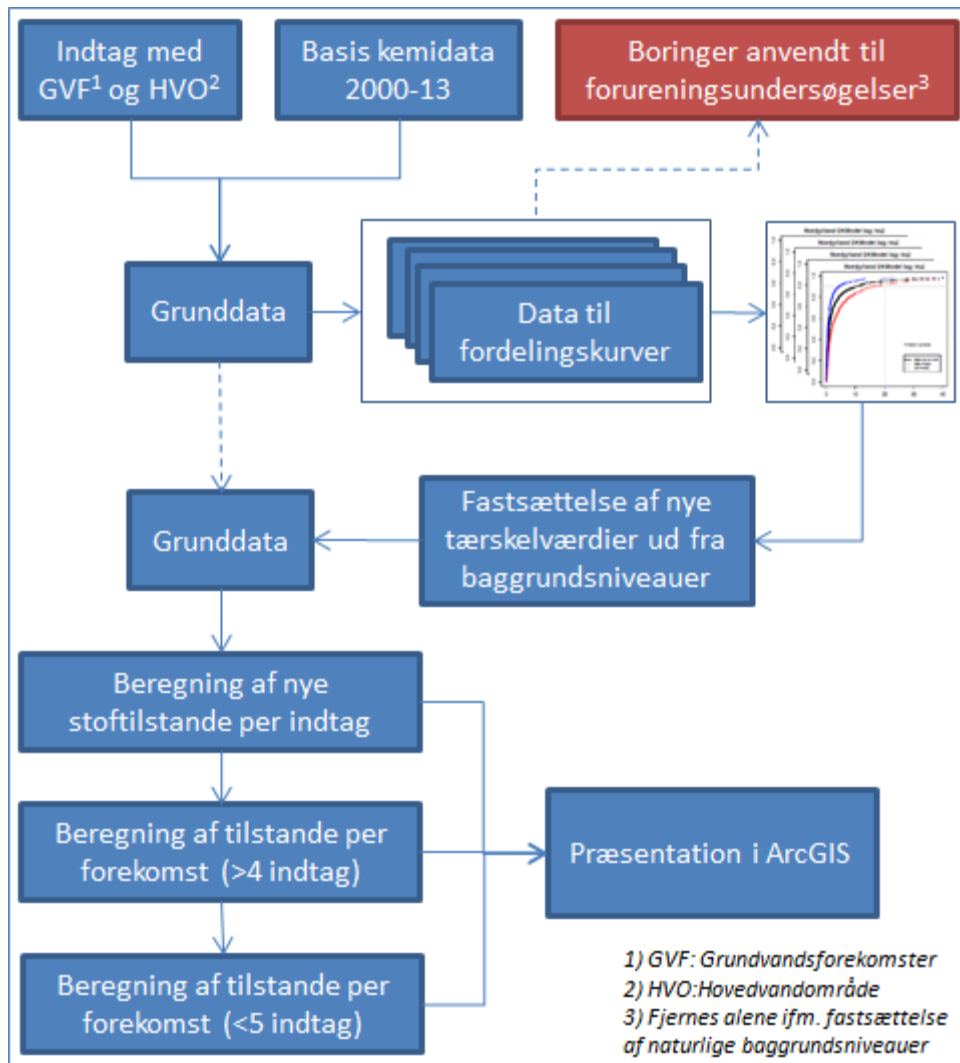 Indtag med
GVF¹ og HVO²
Basis kemidata
2000-13
Boringer anvendt til
forureningsundersøgelser³
Grunddata
Data til
fordelingskurver
Grunddata
Fastsættelse af nye
tærskelværdier ud fra
baggrundsniveauer
Beregning af nye
stoftilstande per indtag
Beregning af tilstande per
forekomst (>4 indtag)
Præsentation i ArcGIS
Beregning af tilstande per
forekomst (<5 indtag)
1) GVF: Grundvandsforekomster
2) HVO:Hovedvandområde
3) Fjernes alene ifm. fastsættelse
af naturlige baggrundsniveauer